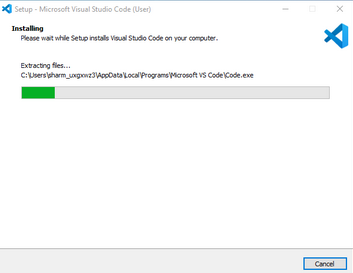 Setup - Microsoft Visual Studio Code (User)
Installing
Please wait while Setup installs Visual Studio Code on your computer.
Extracting files...
C:\Users\sharm_uxgxwz3\AppData\Local\Programs\Microsoft VS Code\Code.exe
Cancel